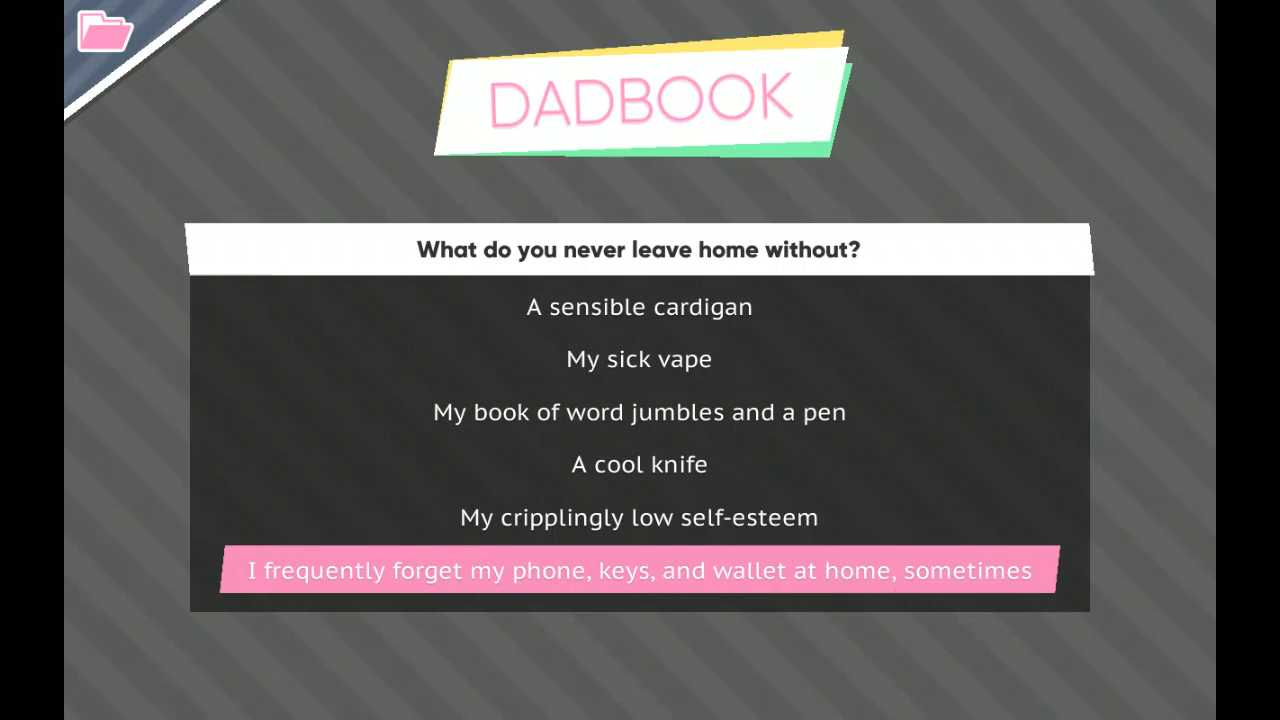 DADBOOK
What do you never leave home without?
A sensible cardigan
My sick vape
My book of word jumbles and a pen
A cool knife
My cripplingly low self-esteem
I frequently forget my phone, keys, and wallet at home, sometimes